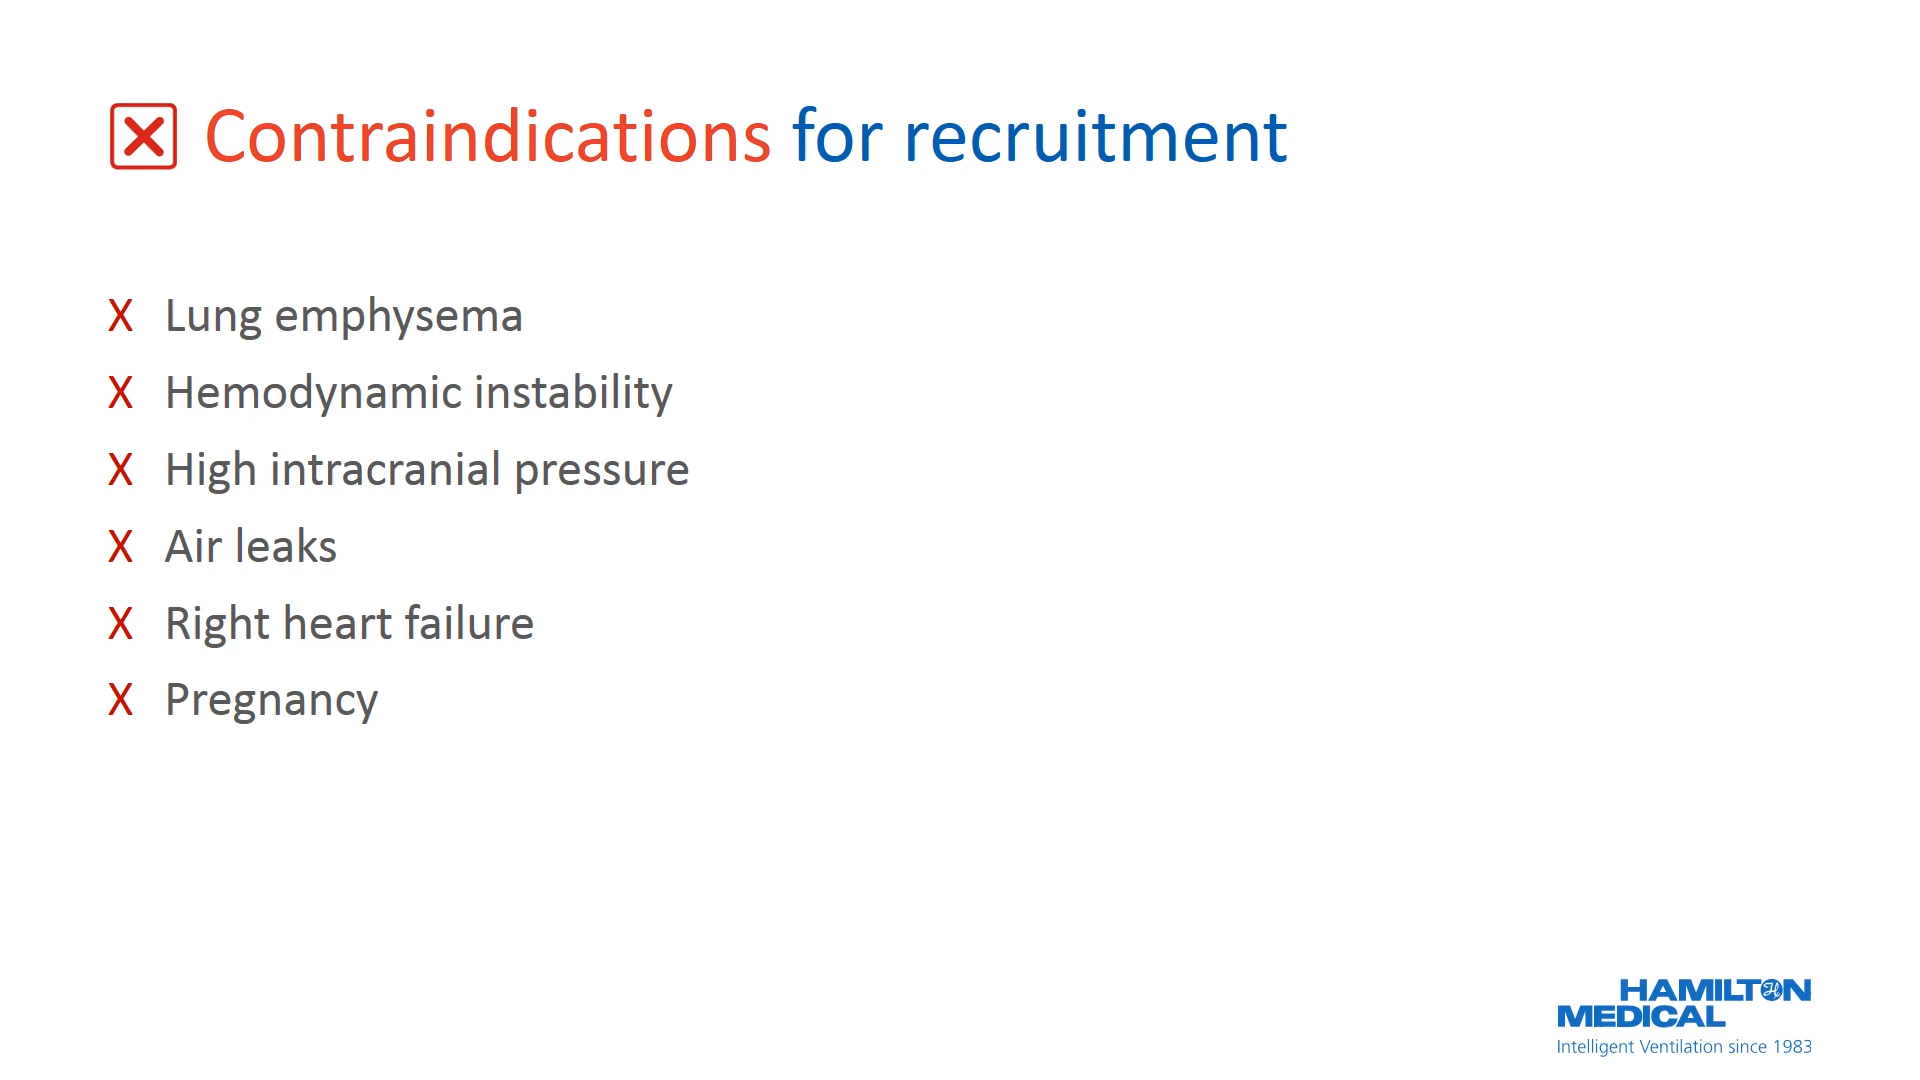 Contraindications for recruitment
X Lung emphysema
X Hemodynamic instability
X High intracranial pressure
X Air leaks
X Right heart failure
X Pregnancy
HAMILTON
MEDICAL
Intelligent Ventilation since 1983